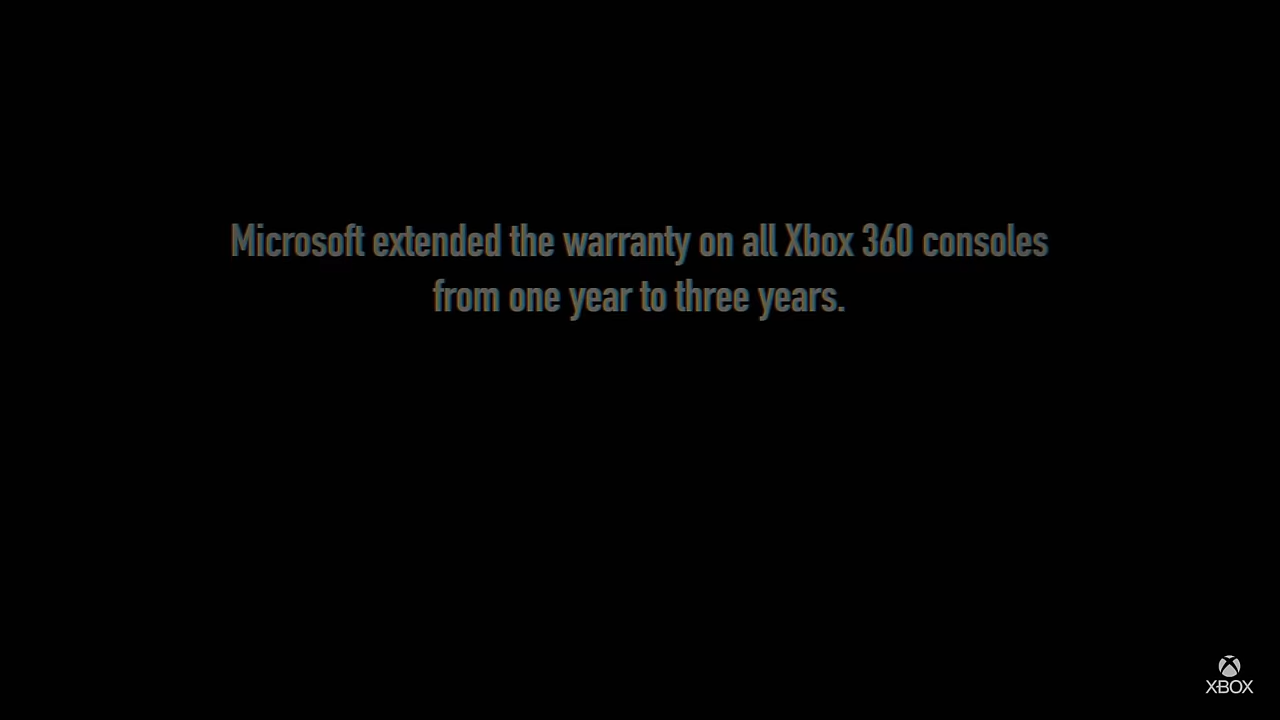 Microsoft extended the warranty on all Xbox 360 consoles
from one year to three years.
XBOX